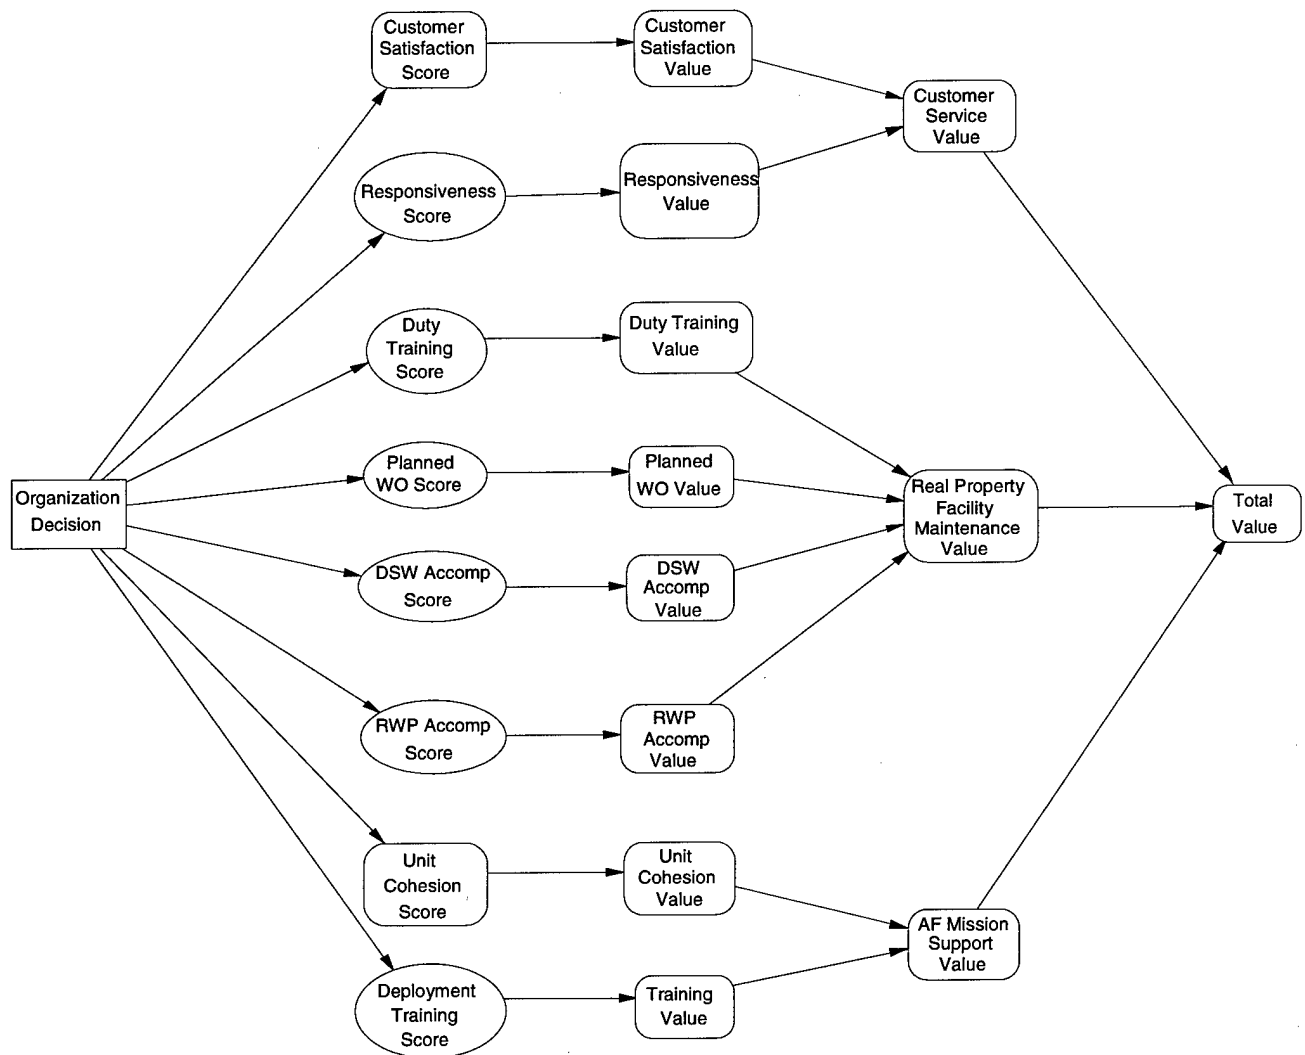 Customer
Satisfaction
Score
Customer
Satisfaction
Value
Customer
Service
Value
Responsiveness
Score
Responsiveness
Value
Duty
Training
Score
Duty Training
Value
Planned
WO Score
Planned
WO Value
Organization
Decision
Real Property
Facility
Maintenance
Value
Total
Value
DSW Accomp
Score
DSW
Accomp
Value
RWP Accomp
Score
RWP
Accomp
Value
Unit
Cohesion
Score
Unit
Cohesion
Value
AF Mission
Support
Value
Deployment
Training
Score
Training
Value